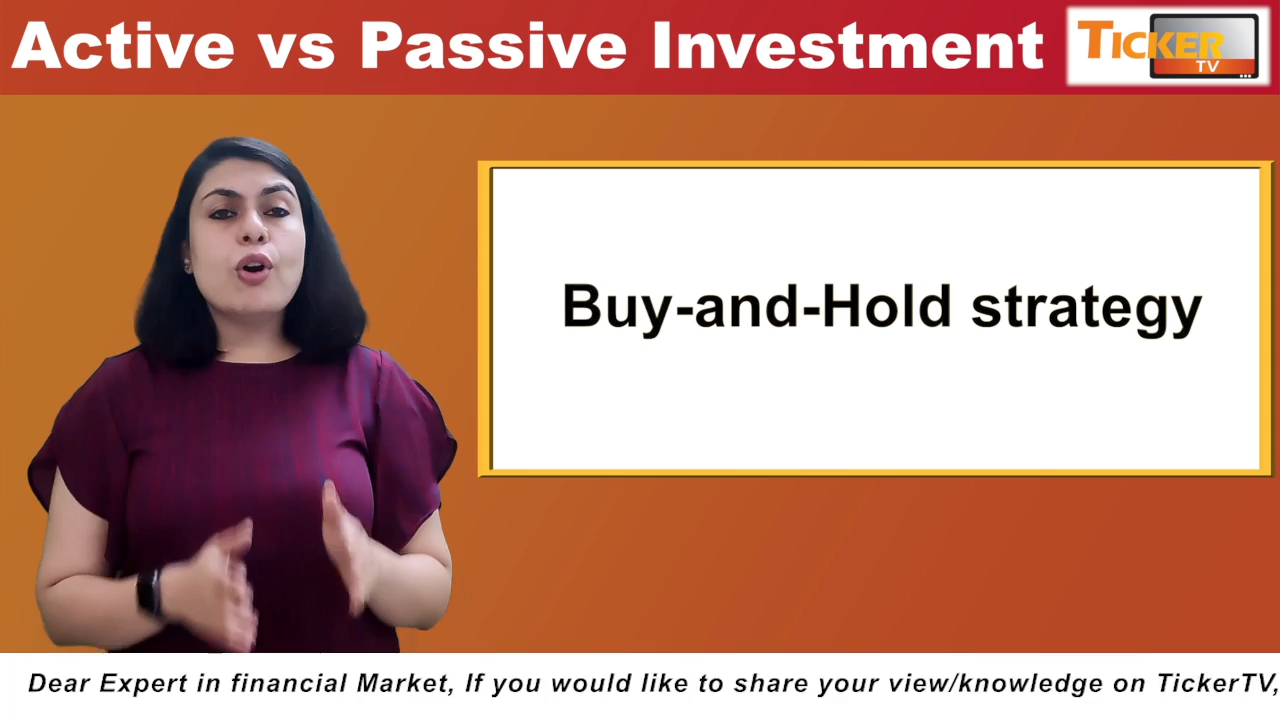 Active vs Passive Investment
TICKER
TV
Buy-and-Hold strategy
Dear Expert in financial Market, If you would like to share your view/knowledge on TickerTV,